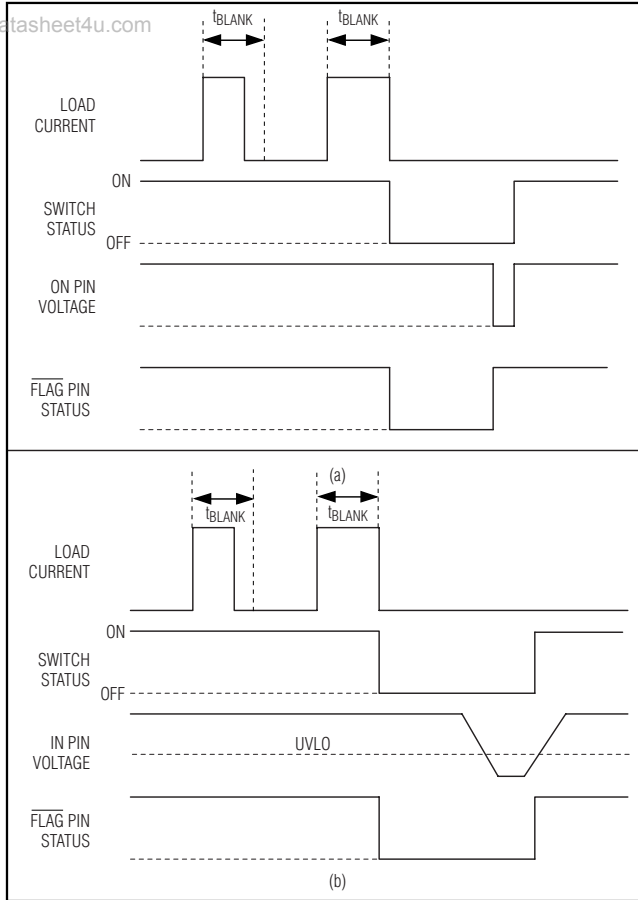 atasheet4u.com
tBLANK tBLANK
LOAD
CURRENT
ON
SWITCH
STATUS
OFF
ON PIN
VOLTAGE
FLAG PIN
STATUS
(a)
tBLANK tBLANK
LOAD
CURRENT
ON
SWITCH
STATUS
OFF
IN PIN
VOLTAGE
UVLO
FLAG PIN
STATUS
(b)